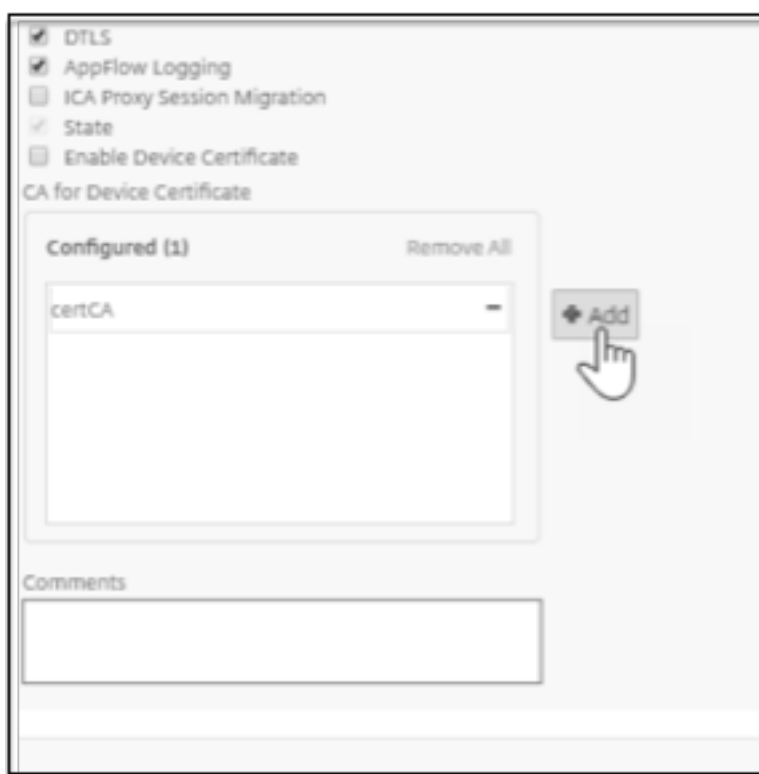 DTLS
AppFlow Logging
ICA Proxy Session Migration
State
Enable Device Certificate
CA for Device Certificate
Configured (1) Remove All
certCA
Add
Comments